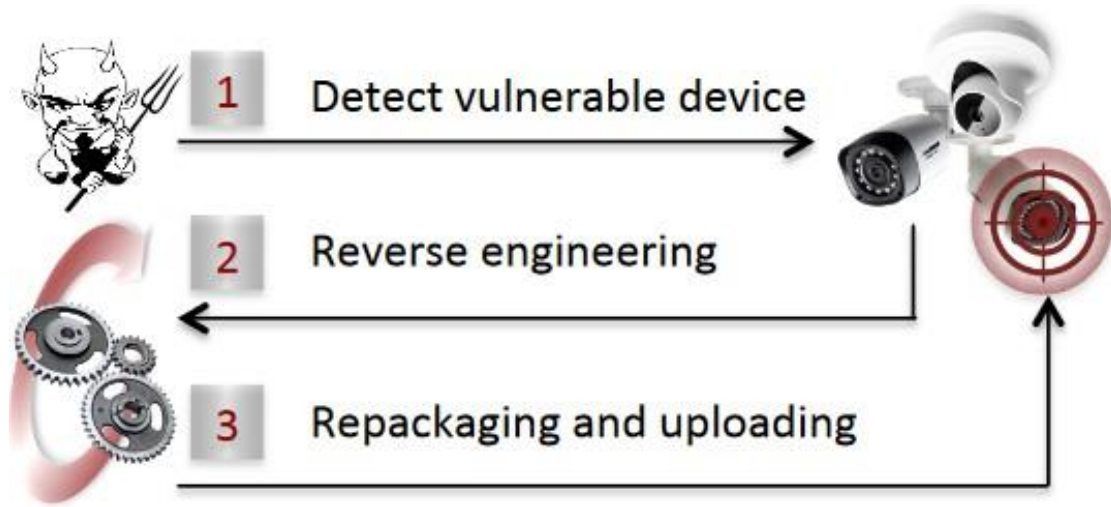 1 Detect vulnerable device
2 Reverse engineering
3 Repackaging and uploading